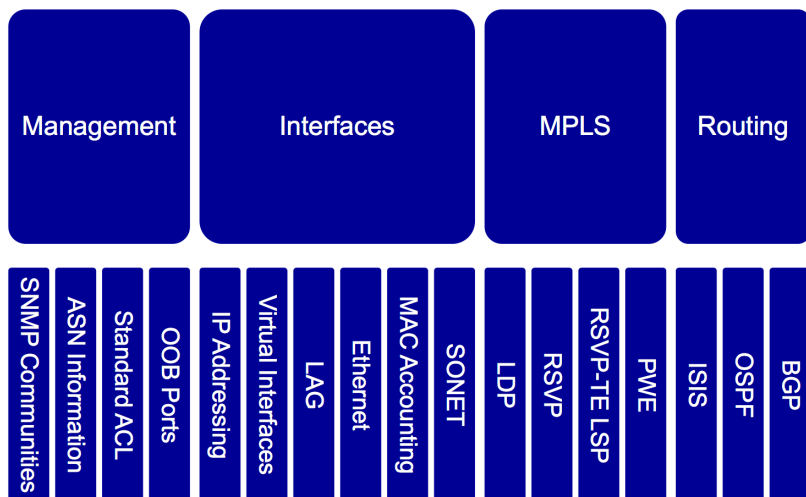 Management
Interfaces
MPLS
Routing
SNMP Communities
ASN Information
Standard ACL
OOB Ports
IP Addressing
Virtual Interfaces
LAG
Ethernet
MAC Accounting
SONET
LDP
RSVP
RSVP-TE LSP
PWE
ISIS
OSPF
BGP